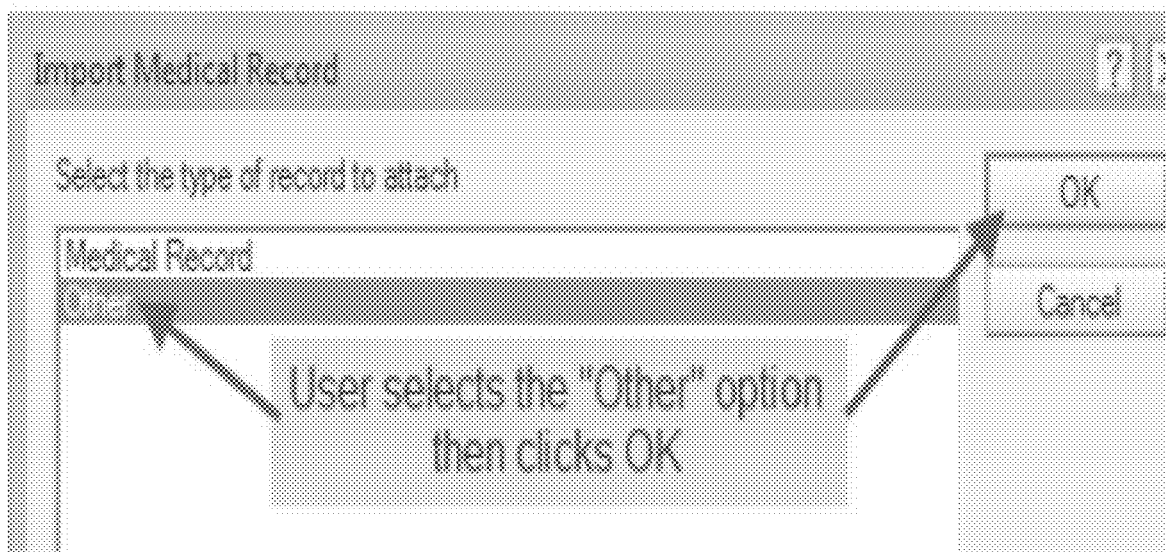 Import Medical Record ?
Select the type of record to attach
OK
Medical Record
Other
Cancel
User selects the "Other" option
then clicks OK